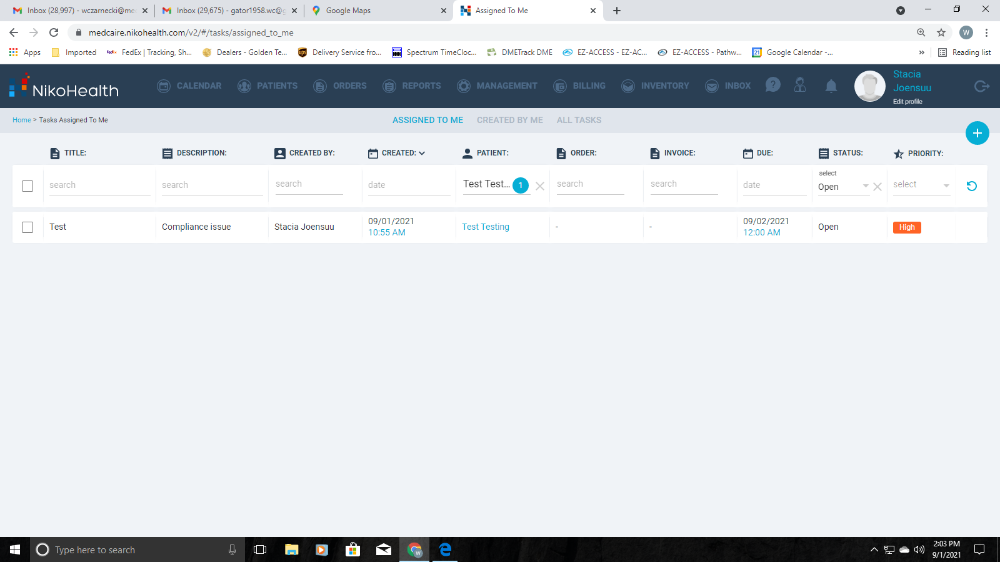 Inbox (28,997) - wczarnecki@me
Inbox (29,675) - gator1958.wc@g
Google Maps
Assigned To Me
medcaire.nikohealth.com/v2/#/tasks/assigned_to_me
W
Apps
Imported
FedEx | Tracking, Sh...
Dealers - Golden Te...
Delivery Service fro...
Spectrum TimeCloc...
DMETrack DME
EZ-ACCESS - EZ-AC...
EZ-ACCESS - Pathw...
Google Calendar -...
»
Reading list
NikoHealth
CALENDAR
PATIENTS
ORDERS
REPORTS
MANAGEMENT
BILLING
INVENTORY
INBOX
Stacia
Joensuu
Edit profile
Home > Tasks Assigned To Me
ASSIGNED TO ME
CREATED BY ME
ALL TASKS
TITLE:
DESCRIPTION:
CREATED BY:
CREATED:
PATIENT:
ORDER:
INVOICE:
DUE:
STATUS:
PRIORITY:
search
search
search
date
Test Test... 1
search
search
date
select
Open
select
Test
Compliance issue
Stacia Joensuu
09/01/2021
10:55 AM
Test Testing
-
-
09/02/2021
12:00 AM
Open
High
Type here to search
2:03 PM
9/1/2021